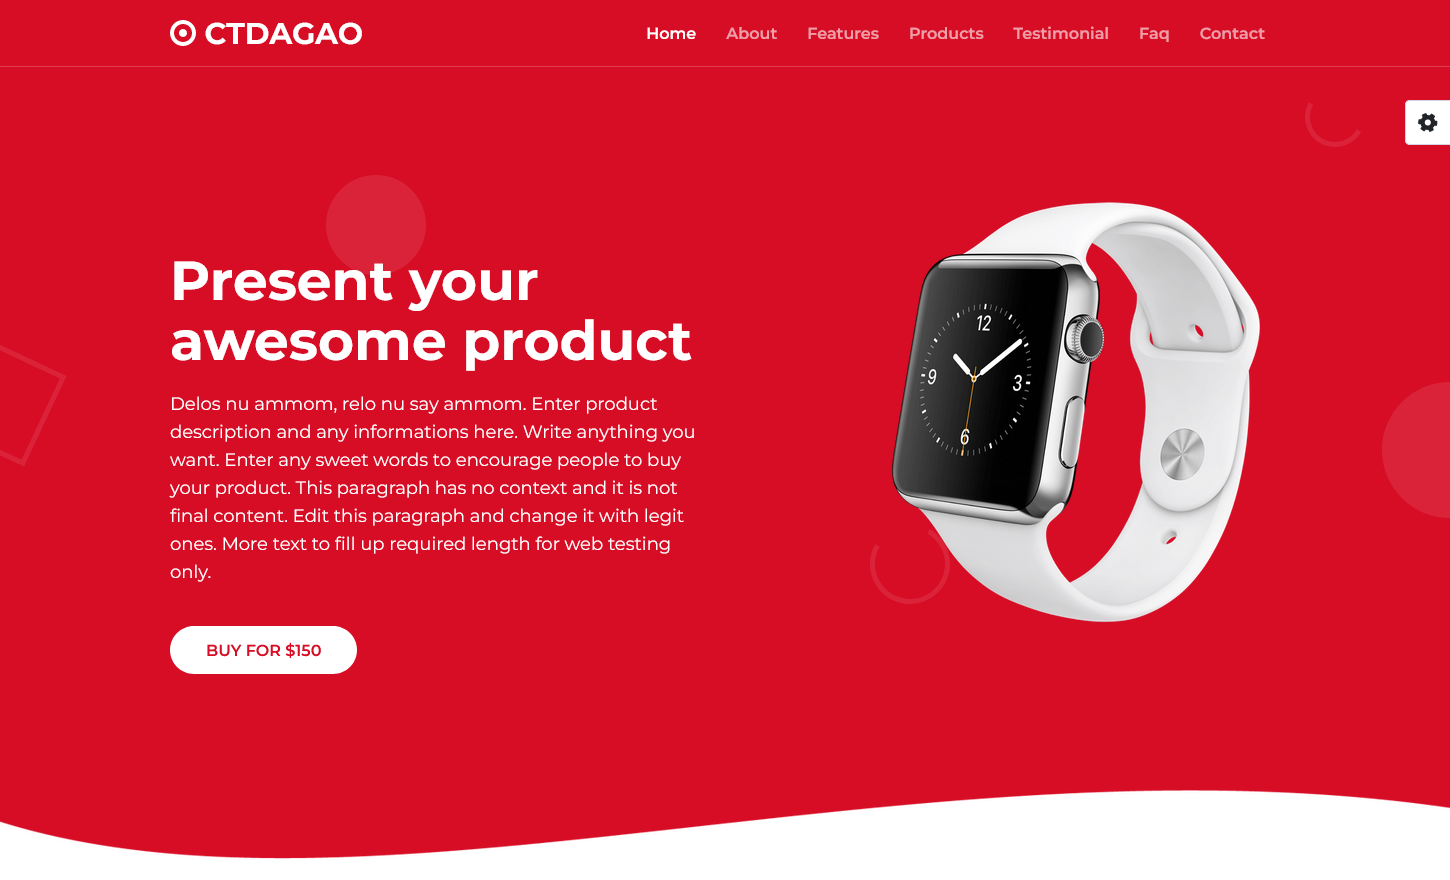 CTDAGAO
Home About Features Products Testimonial Faq Contact
Present your
awesome product
Delos nu ammom, relo nu say ammom. Enter product
description and any informations here. Write anything you
want. Enter any sweet words to encourage people to buy
your product. This paragraph has no context and it is not
final content. Edit this paragraph and change it with legit
ones. More text to fill up required length for web testing
only.
BUY FOR $150
12
9
3
6